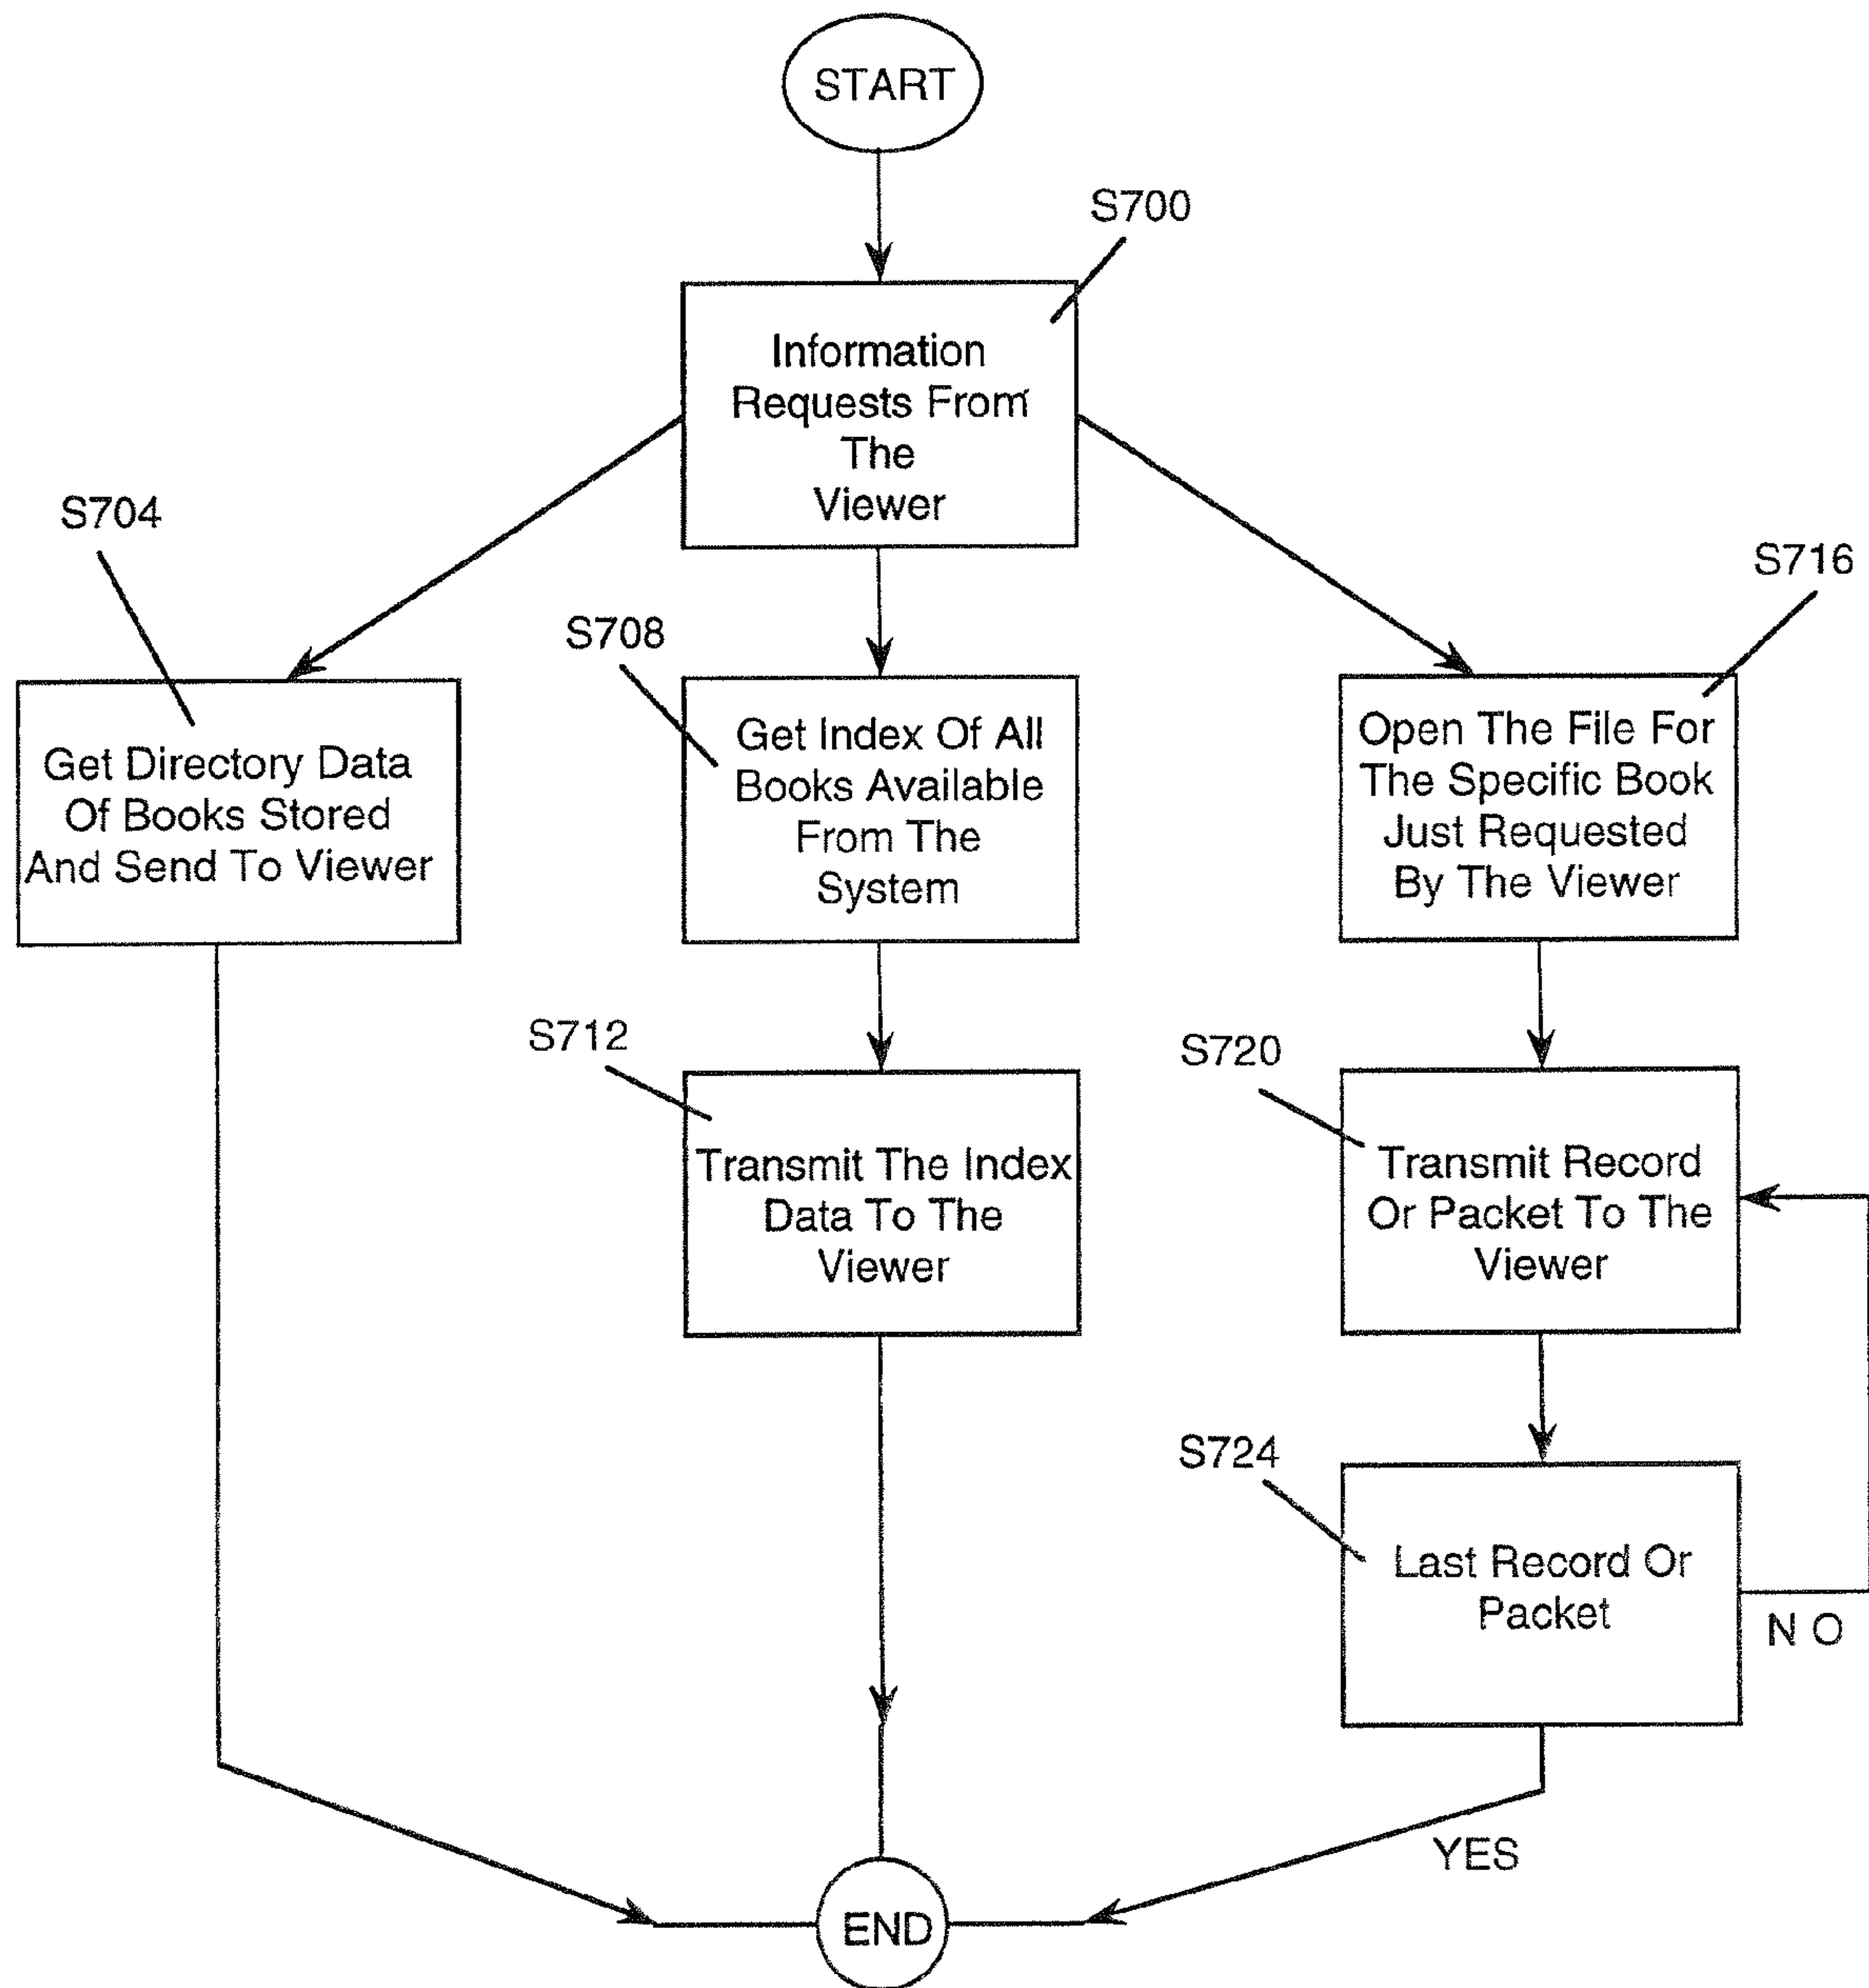 START
S700
Information
Requests From
The
Viewer
S704
Get Directory Data
Of Books Stored
And Send To Viewer
S708
Get Index Of All
Books Available
From The
System
S716
Open The File For
The Specific Book
Just Requested
By The Viewer
S712
Transmit The Index
Data To The
Viewer
S720
Transmit Record
Or Packet To The
Viewer
S724
Last Record Or
Packet
N O
YES
END